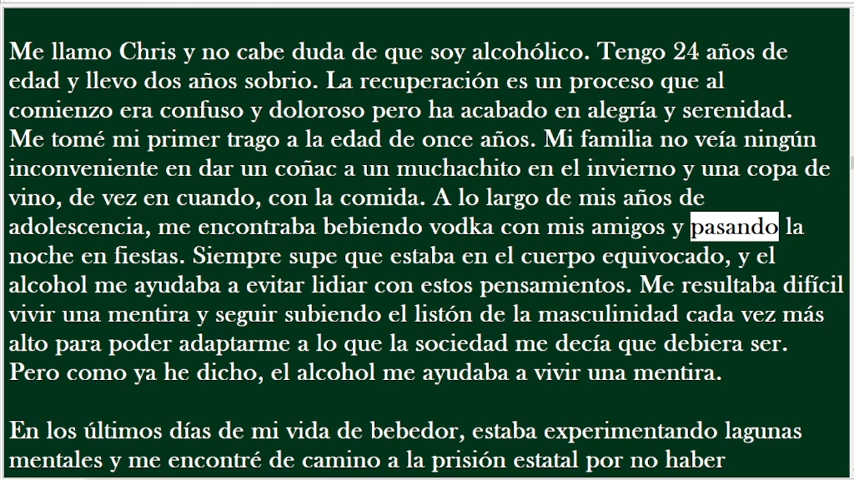 Me llamo Chris y no cabe duda de que soy alcohólico. Tengo 24 años de
edad y llevo dos años sobrio. La recuperación es un proceso que al
comienzo era confuso y doloroso pero ha acabado en alegría y serenidad.
Me tomé mi primer trago a la edad de once años. Mi familia no veía ningún
inconveniente en dar un coñac a un muchachito en el invierno y una copa de
vino, de vez en cuando, con la comida. A lo largo de mis años de
adolescencia, me encontraba bebiendo vodka con mis amigos y pasando la
noche en fiestas. Siempre supe que estaba en el cuerpo equivocado, y el
alcohol me ayudaba a evitar lidiar con estos pensamientos. Me resultaba difícil
vivir una mentira y seguir subiendo el listón de la masculinidad cada vez más
alto para poder adaptarme a lo que la sociedad me decía que debiera ser.
Pero como ya he dicho, el alcohol me ayudaba a vivir una mentira.
En los últimos días de mi vida de bebedor, estaba experimentando lagunas
mentales y me encontré de camino a la prisión estatal por no haber